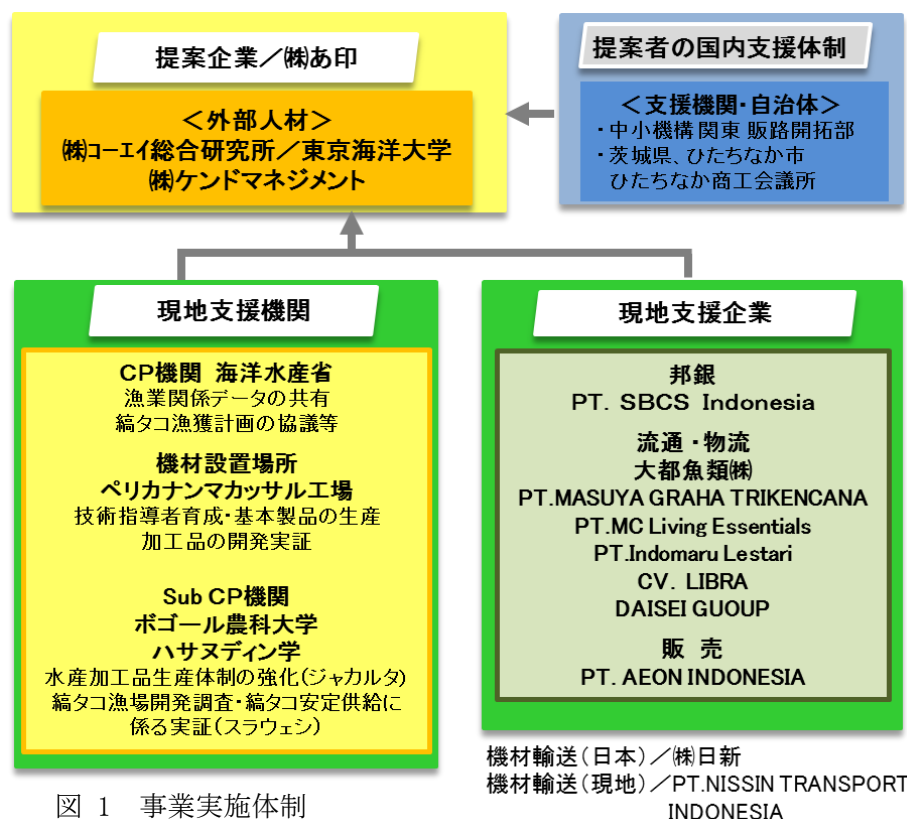 提案企業／㈱あ印
＜外部人材＞
㈱コーエイ総合研究所／東京海洋大学
㈱ケンドマネジメント
提案者の国内支援体制
＜支援機関・自治体＞
・中小機構 関東 販路開拓部
・茨城県、ひたちなか市
ひたちなか商工会議所
現地支援機関
CP機関 海洋水産省
漁業関係データの共有
縞タコ漁獲計画の協議等
機材設置場所
ペリカナンマカッサル工場
技術指導者育成・基本製品の生産
加工品の開発実証
Sub CP機関
ボゴール農科大学
ハサヌディン学
水産加工品生産体制の強化(ジャカルタ)
縞タコ漁場開発調査・縞タコ安定供給に
係る実証(スラウェシ)
現地支援企業
邦銀
PT. SBCS Indonesia
流通・物流
大都魚類㈱
PT.MASUYA GRAHA TRIKENCANA
PT.MC Living Essentials
PT.Indomaru Lestari
CV. LIBRA
DAISEI GUOUP
販 売
PT. AEON INDONESIA
機材輸送(日本)／㈱日新
機材輸送(現地)／PT.NISSIN TRANSPORT
INDONESIA
図 1 事業実施体制